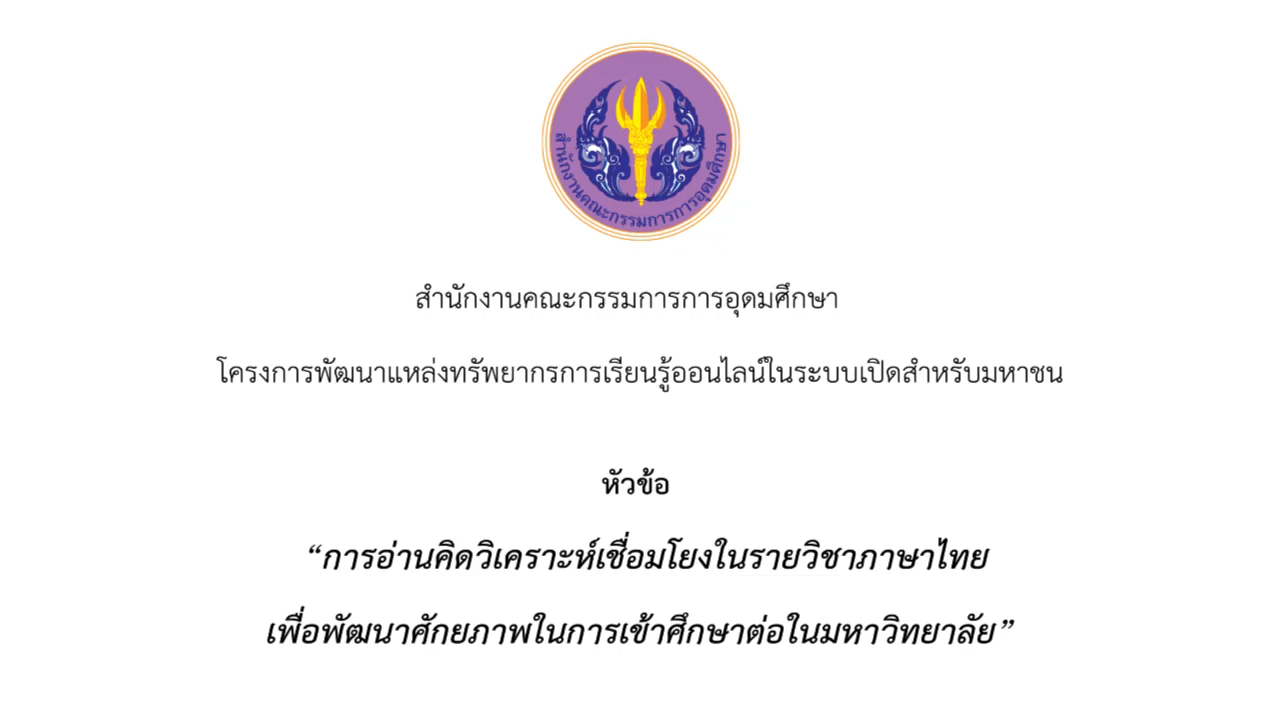 สำนักงานคณะกรรมการการอุดมศึกษา
สำนักงานคณะกรรมการการอุดมศึกษา
โครงการพัฒนาแหล่งทรัพยากรการเรียนรู้ออนไลน์ในระบบเปิดสำหรับมหาชน
หัวข้อ
“การอ่านคิดวิเคราะห์เชื่อมโยงในรายวิชาภาษาไทย
เพื่อพัฒนาศักยภาพในการเข้าศึกษาต่อในมหาวิทยาลัย”